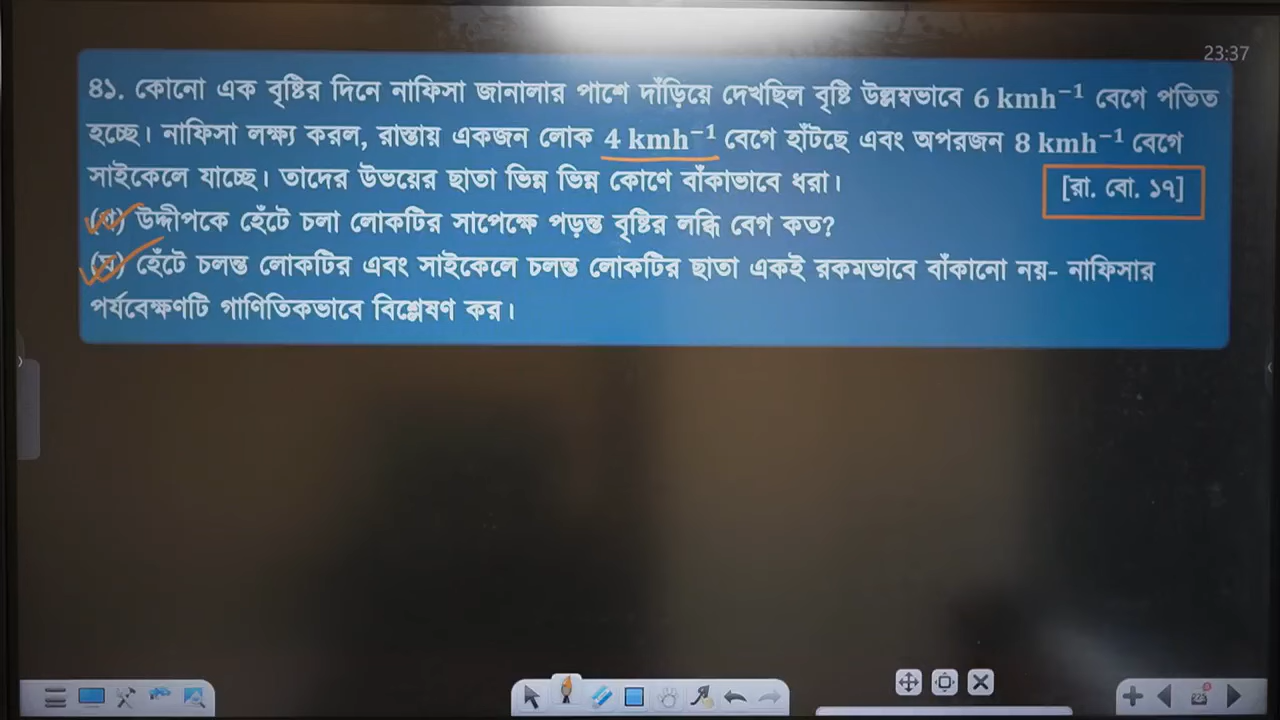 23:37
৪১. কোনো এক বৃষ্টির দিনে নাফিসা জানালার পাশে দাঁড়িয়ে দেখছিল বৃষ্টি উল্লম্বভাবে 6 kmh⁻¹ বেগে পতিত
হচ্ছে। নাফিসা লক্ষ্য করল, রাস্তায় একজন লোক 4 kmh⁻¹ বেগে হাঁটছে এবং অপরজন 8 kmh⁻¹ বেগে
সাইকেলে যাচ্ছে। তাদের উভয়ের ছাতা ভিন্ন ভিন্ন কোণে বাঁকাভাবে ধরা। [রা. বো. ১৭]
(গ) উদ্দীপকে হেঁটে চলা লোকটির সাপেক্ষে পড়ন্ত বৃষ্টির লব্ধি বেগ কত?
(ঘ) হেঁটে চলন্ত লোকটির এবং সাইকেলে চলন্ত লোকটির ছাতা একই রকমভাবে বাঁকানো নয়- নাফিসার
পর্যবেক্ষণটি গাণিতিকভাবে বিশ্লেষণ কর।